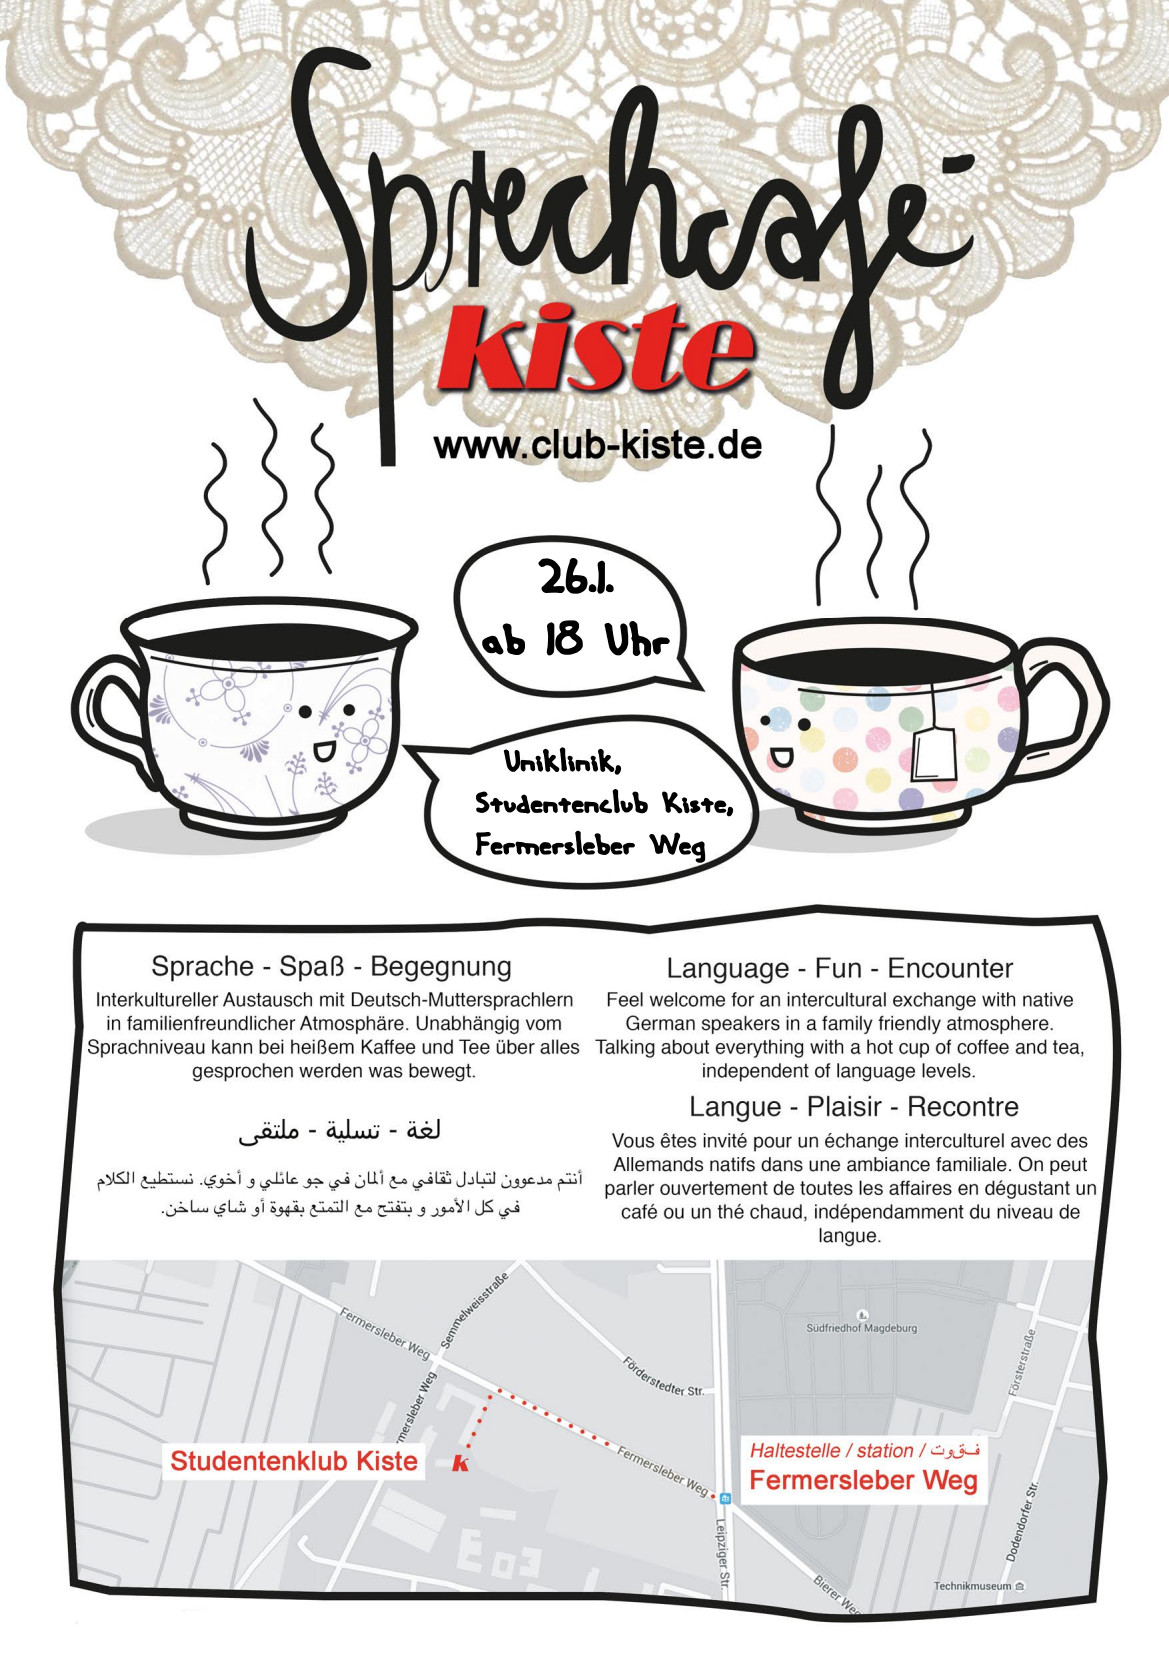 Sprechcafé
kiste
www.club-kiste.de
26.1.
ab 18 Uhr
Uniklinik,
Studentenclub Kiste,
Fermersleber Weg
Sprache - Spaß - Begegnung
Interkultureller Austausch mit Deutsch-Muttersprachlern
in familienfreundlicher Atmosphäre. Unabhängig vom
Sprachniveau kann bei heißem Kaffee und Tee über alles
gesprochen werden was bewegt.
لغة - تسلية - ملتقى
أنتم مدعوون لتبادل ثقافي مع ألمان في جو عائلي و أخوي. نستطيع الكلام
في كل الأمور و بتفتح مع التمتع بقهوة أو شاي ساخن.
Language - Fun - Encounter
Feel welcome for an intercultural exchange with native
German speakers in a family friendly atmosphere.
Talking about everything with a hot cup of coffee and tea,
independent of language levels.
Langue - Plaisir - Recontre
Vous êtes invité pour un échange interculturel avec des
Allemands natifs dans une ambiance familiale. On peut
parler ouvertement de toutes les affaires en dégustant un
café ou un thé chaud, indépendamment du niveau de
langue.
Fermersleber Weg
Semmelweisstraße
Förderstedter Str.
Südfriedhof Magdeburg
Försterstraße
mersleber Weg
Studentenklub Kiste
k
Fermersleber Weg
Haltestelle / station / فـقـوت
Fermersleber Weg
Leipziger Str.
Bierer Weg
Dodendorfer Str.
Technikmuseum